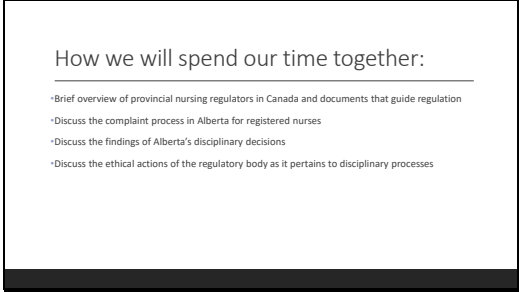 How we will spend our time together:
•Brief overview of provincial nursing regulators in Canada and documents that guide regulation
•Discuss the complaint process in Alberta for registered nurses
•Discuss the findings of Alberta's disciplinary decisions
•Discuss the ethical actions of the regulatory body as it pertains to disciplinary processes